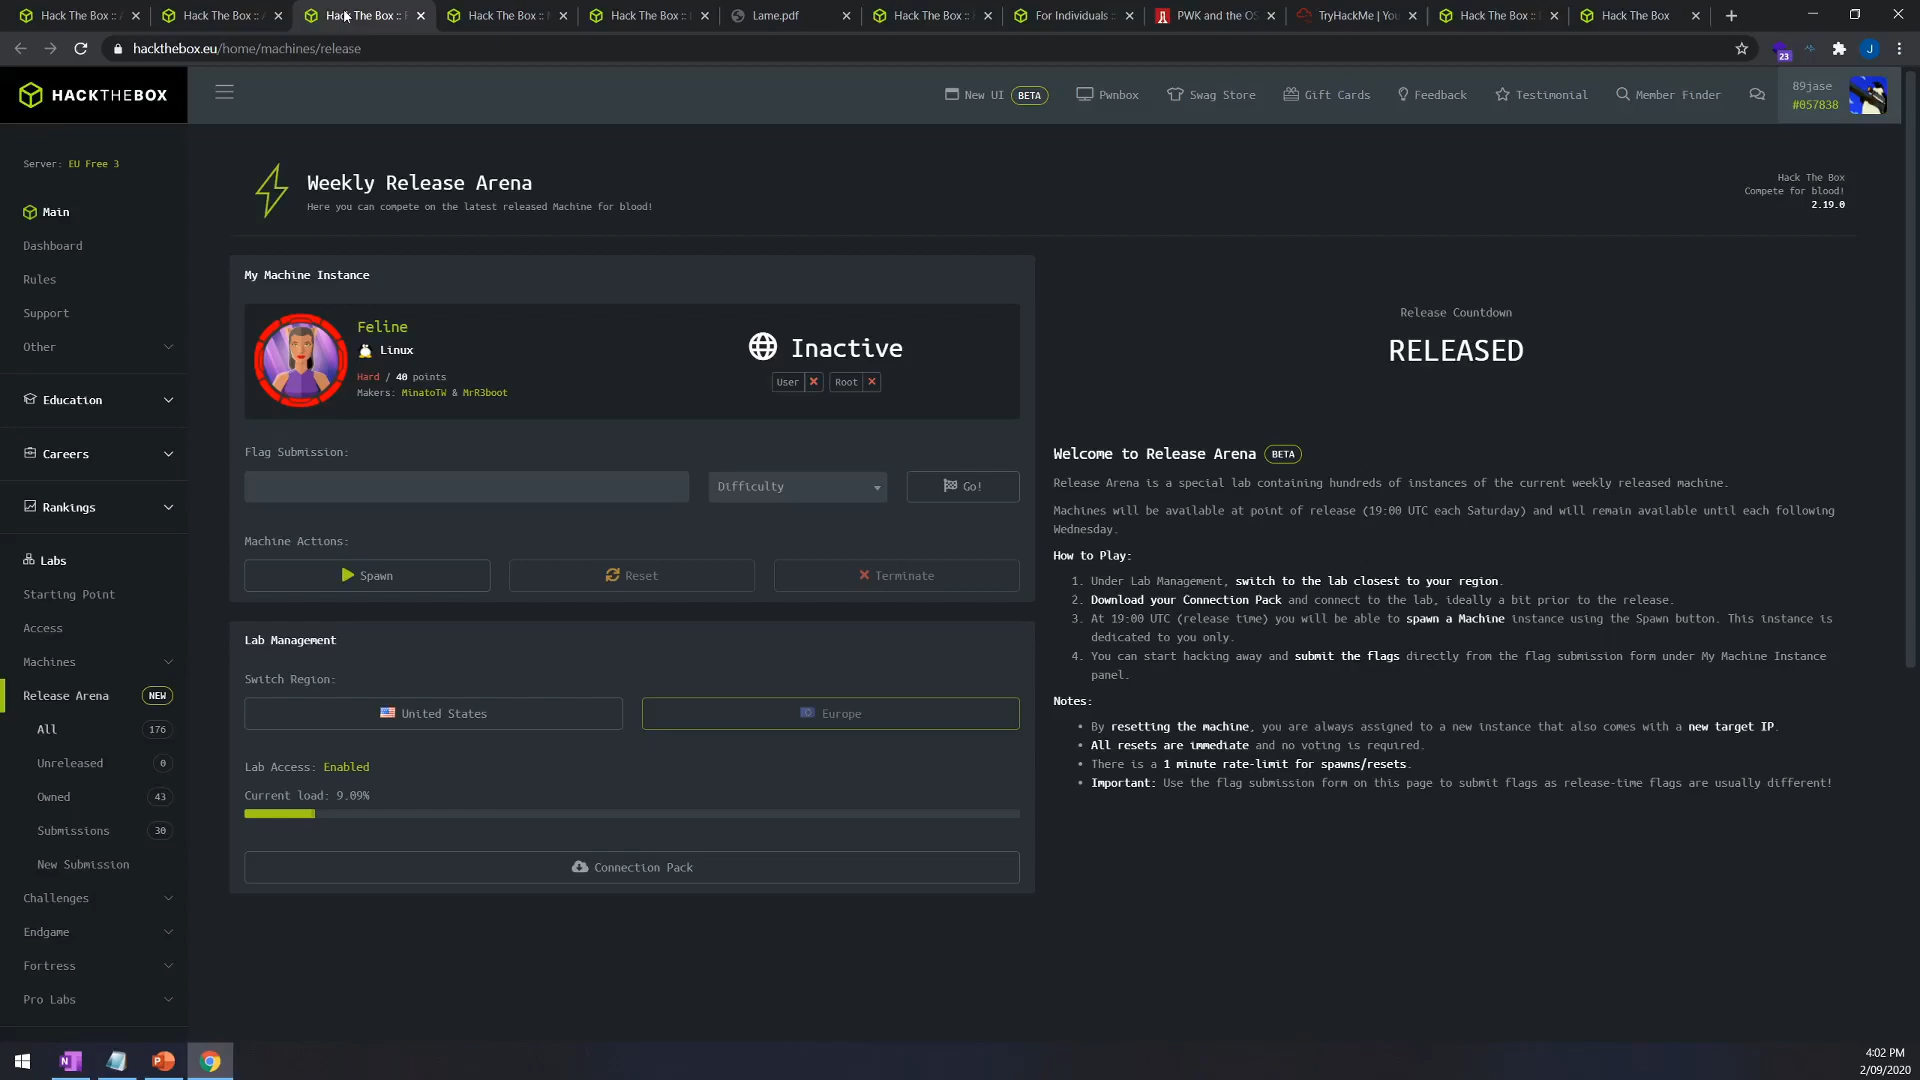 Hack The Box :: A
Hack The Box :: A
Hack The Box :: F
Hack The Box ::
Hack The Box ::
Lame.pdf
Hack The Box ::
For Individuals ::
PWK and the OS
TryHackMe | You
Hack The Box ::
Hack The Box
hackthebox.eu/home/machines/release
23
J
HACKTHEBOX
New UI BETA
Pwnbox
Swag Store
Gift Cards
Feedback
Testimonial
Member Finder
89jase
#057838
Server: EU Free 3
Main
Dashboard
Rules
Support
Other
Education
Careers
Rankings
Labs
Starting Point
Access
Machines
Release Arena NEW
All 176
Unreleased 0
Owned 43
Submissions 30
New Submission
Challenges
Endgame
Fortress
Pro Labs
Weekly Release Arena
Here you can compete on the latest released Machine for blood!
Hack The Box
Compete for blood!
2.19.0
My Machine Instance
Feline
Linux
Hard / 40 points
Makers: MinatoTW & MrR3boot
Inactive
User
Root
Flag Submission:
Difficulty
Go!
Machine Actions:
Spawn
Reset
Terminate
Lab Management
Switch Region:
United States
Europe
Lab Access: Enabled
Current load: 9.09%
Connection Pack
Release Countdown
RELEASED
Welcome to Release Arena BETA
Release Arena is a special lab containing hundreds of instances of the current weekly released machine.
Machines will be available at point of release (19:00 UTC each Saturday) and will remain available until each following
Wednesday.
How to Play:
1. Under Lab Management, switch to the lab closest to your region.
2. Download your Connection Pack and connect to the lab, ideally a bit prior to the release.
3. At 19:00 UTC (release time) you will be able to spawn a Machine instance using the Spawn button. This instance is
dedicated to you only.
4. You can start hacking away and submit the flags directly from the flag submission form under My Machine Instance
panel.
Notes:
• By resetting the machine, you are always assigned to a new instance that also comes with a new target IP.
• All resets are immediate and no voting is required.
• There is a 1 minute rate-limit for spawns/resets.
• Important: Use the flag submission form on this page to submit flags as release-time flags are usually different!
4:02 PM
2/09/2020